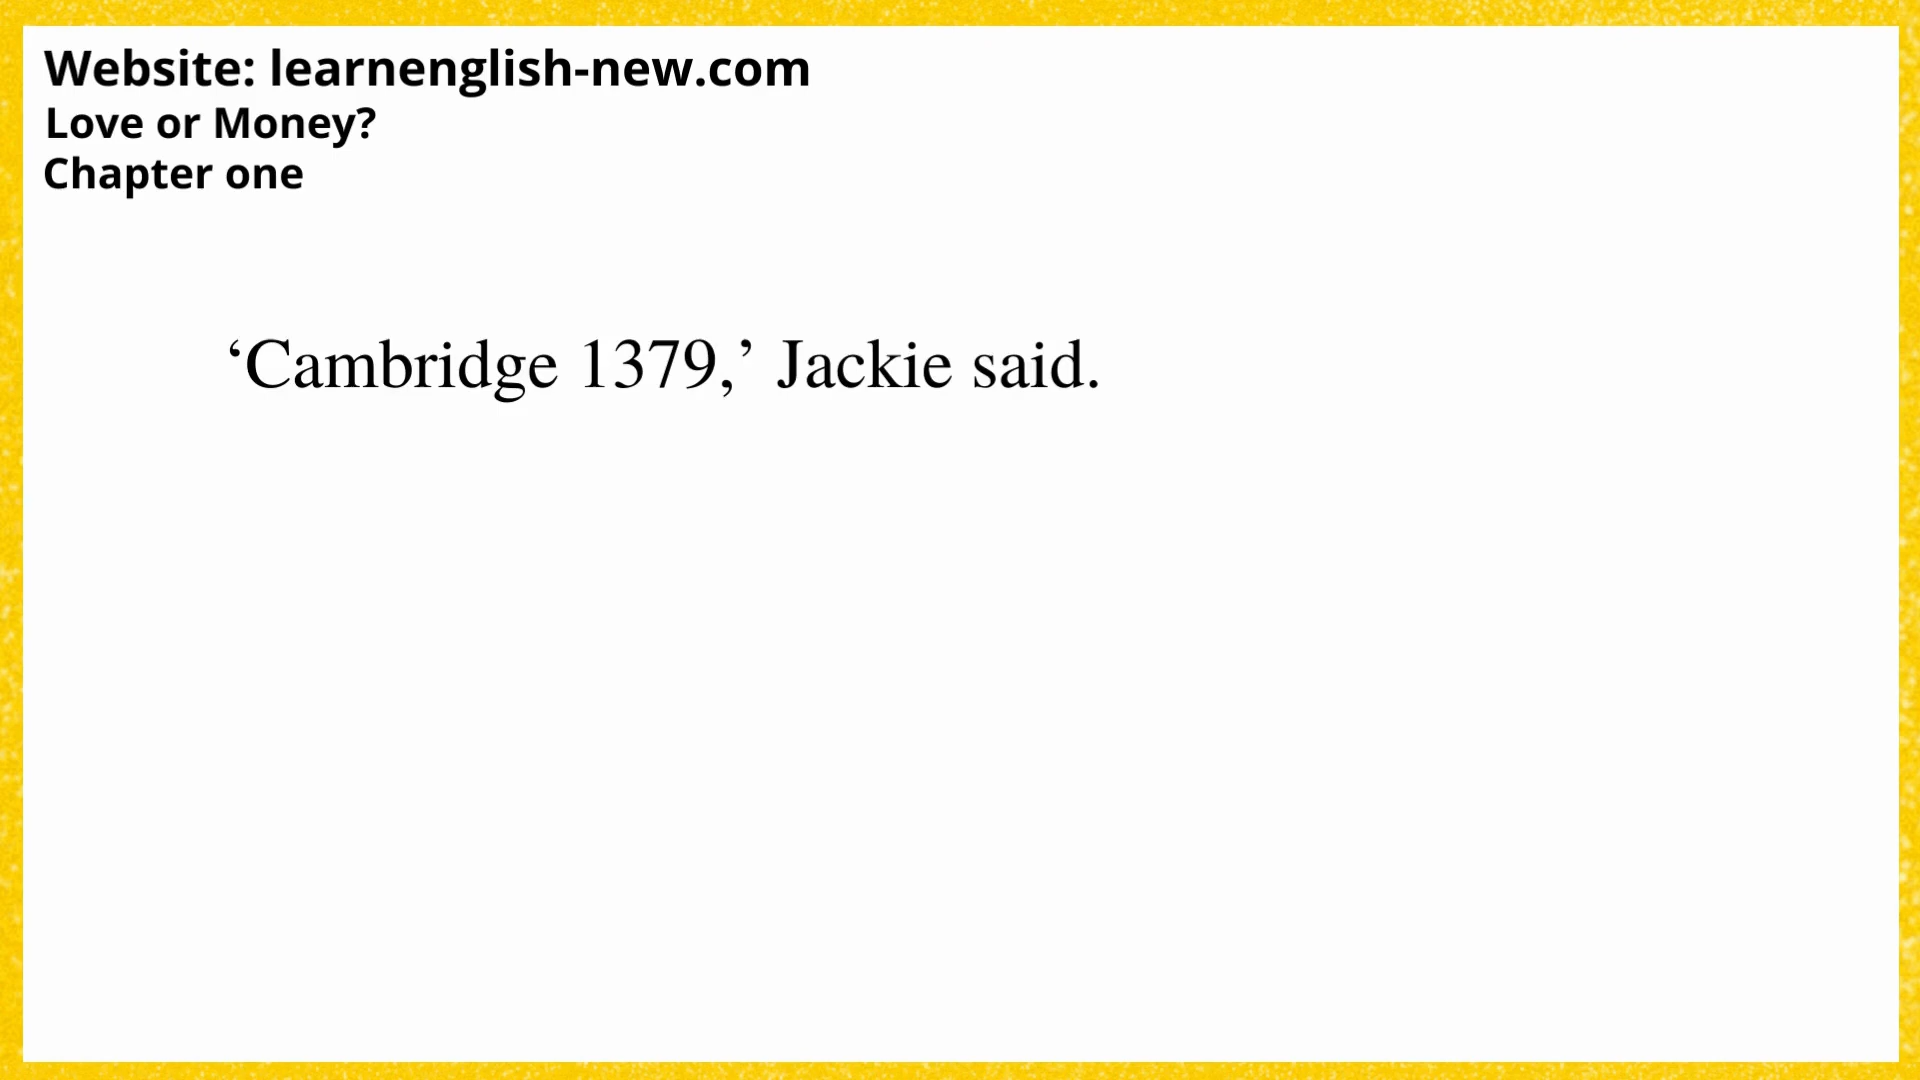 Website: learnenglish-new.com
Love or Money?
Chapter one
‘Cambridge 1379,’ Jackie said.